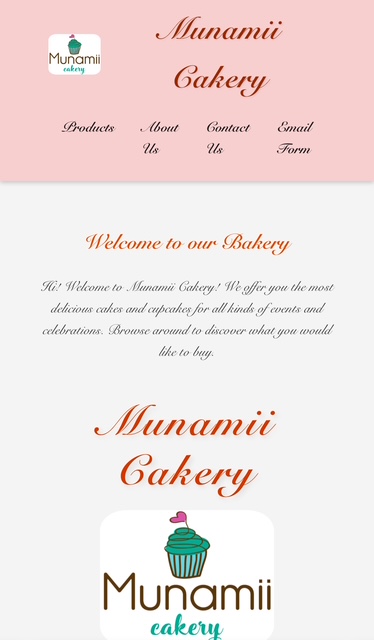 Munamii
cakery
Munamii
Cakery
Products About Contact Email
Us Us Form
Welcome to our Bakery
Hi! Welcome to Munamii Cakery! We offer you the most
delicious cakes and cupcakes for all kinds of events and
celebrations. Browse around to discover what you would
like to buy.
Munamii
Cakery
Munamii
cakery